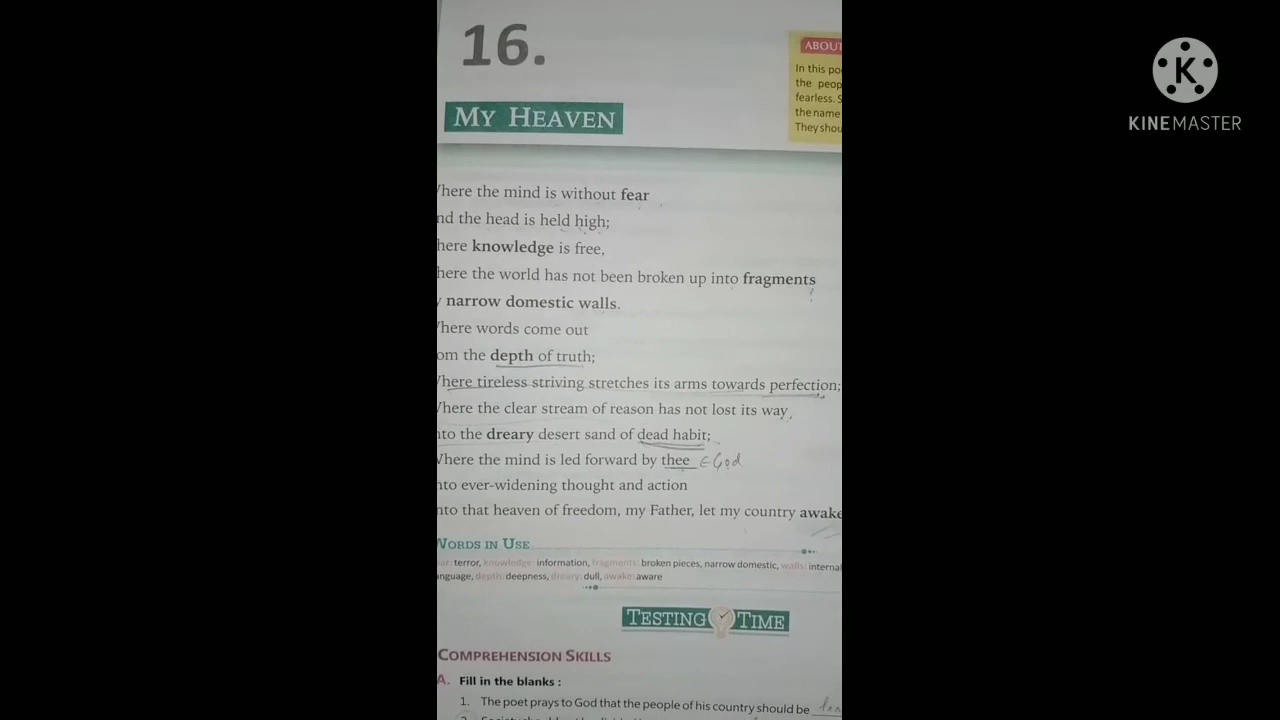 16.
ABOU
In this po
the peop
fearless. S
the name
They shou
MY HEAVEN
K
KINEMASTER
here the mind is without fear
nd the head is held high;
here knowledge is free,
here the world has not been broken up into fragments
narrow domestic walls.
here words come out
om the depth of truth;
here tireless striving stretches its arms towards perfection;
here the clear stream of reason has not lost its way
nto the dreary desert sand of dead habit;
here the mind is led forward by thee God
nto ever-widening thought and action
nto that heaven of freedom, my Father, let my country awake
WORDS IN USE
ear: terror, knowledge: information, fragments: broken pieces, narrow domestic, walls: internal
anguage, depth: deepness, dreary: dull, awake: aware
TESTING TIME
COMPREHENSION SKILLS
A. Fill in the blanks :
1. The poet prays to God that the people of his country should be